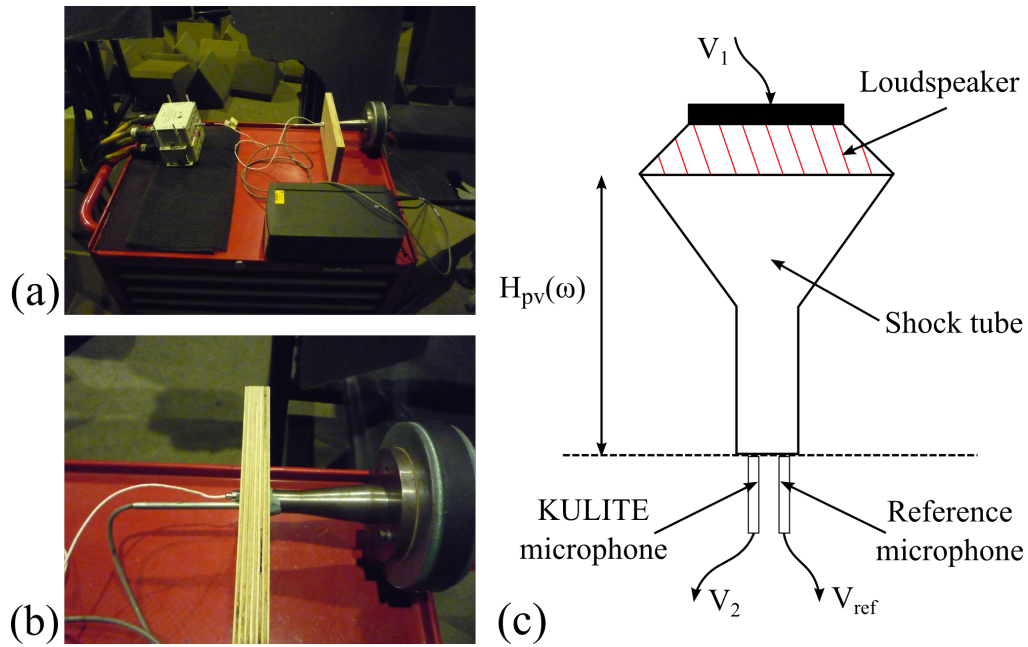 (a)
(b)
V1
Loudspeaker
Hpv(ω)
Shock tube
KULITE
microphone
Reference
microphone
V2
Vref
(c)